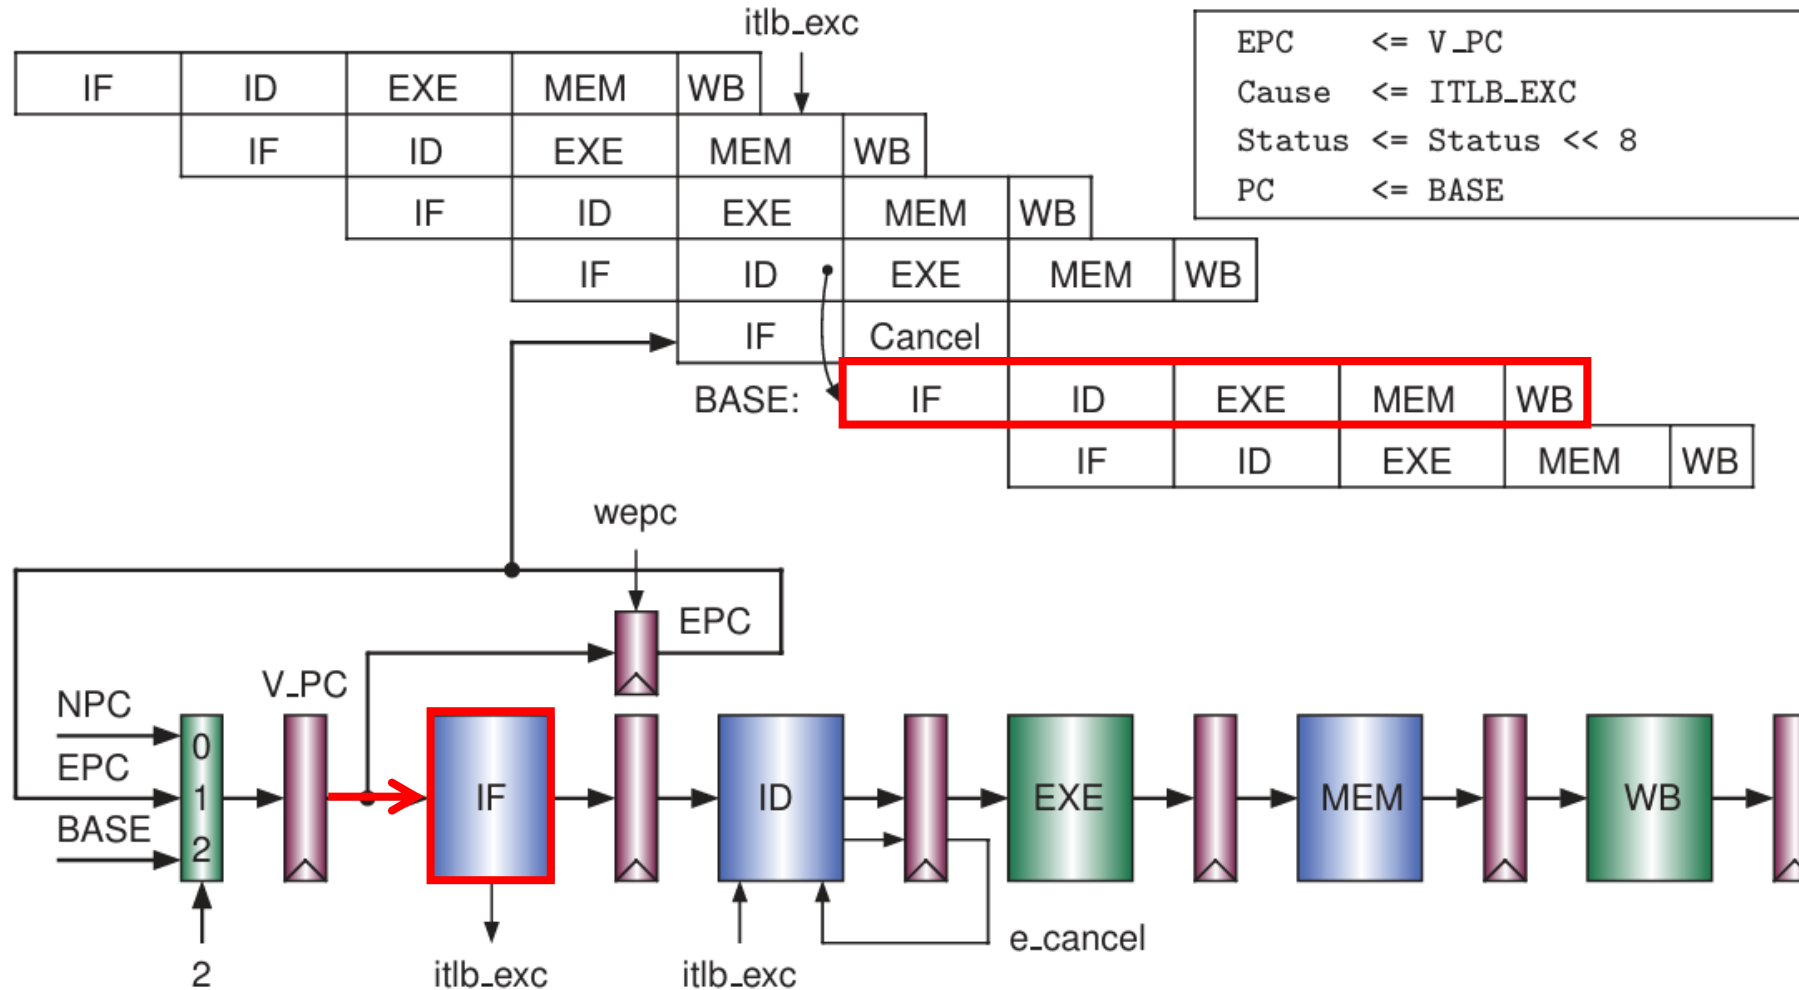 itlb_exc
EPC <= V_PC
Cause <= ITLB_EXC
Status <= Status << 8
PC <= BASE
IF ID EXE MEM WB
IF ID EXE MEM WB
IF ID EXE MEM WB
IF ID EXE MEM WB
IF Cancel
BASE: IF ID EXE MEM WB
IF ID EXE MEM WB
wepc
EPC
V_PC
NPC
0
EPC
1
BASE
2
IF
ID
EXE
MEM
WB
e_cancel
2
itlb_exc
itlb_exc